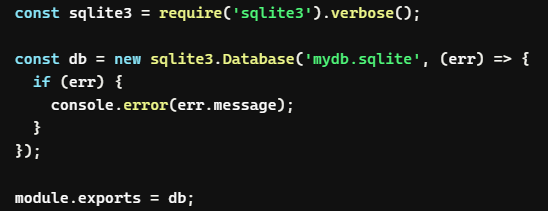 const sqlite3 = require('sqlite3').verbose();
const db = new sqlite3.Database('mydb.sqlite', (err) => {
  if (err) {
    console.error(err.message);
  }
});
module.exports = db;